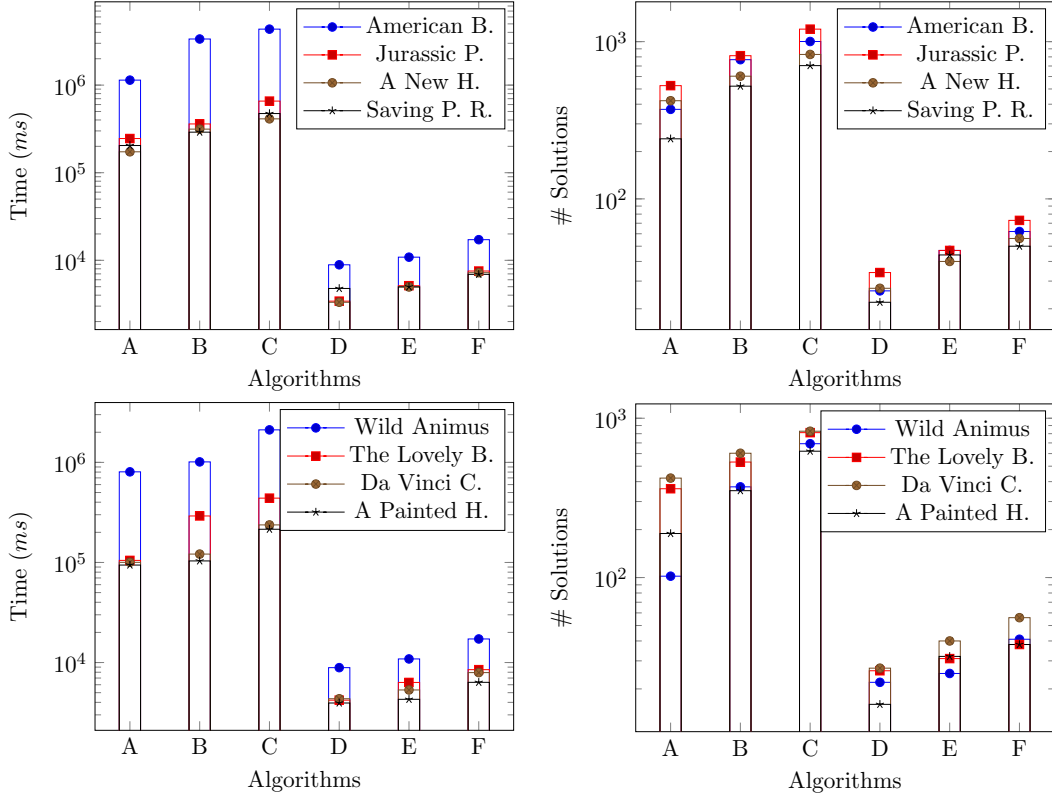 American B.
Jurassic P.
A New H.
Saving P. R.
10^6
10^5
10^4
Time (ms)
A B C D E F
Algorithms
American B.
Jurassic P.
A New H.
Saving P. R.
10^3
10^2
# Solutions
A B C D E F
Algorithms
Wild Animus
The Lovely B.
Da Vinci C.
A Painted H.
10^6
10^5
10^4
Time (ms)
A B C D E F
Algorithms
Wild Animus
The Lovely B.
Da Vinci C.
A Painted H.
10^3
10^2
# Solutions
A B C D E F
Algorithms